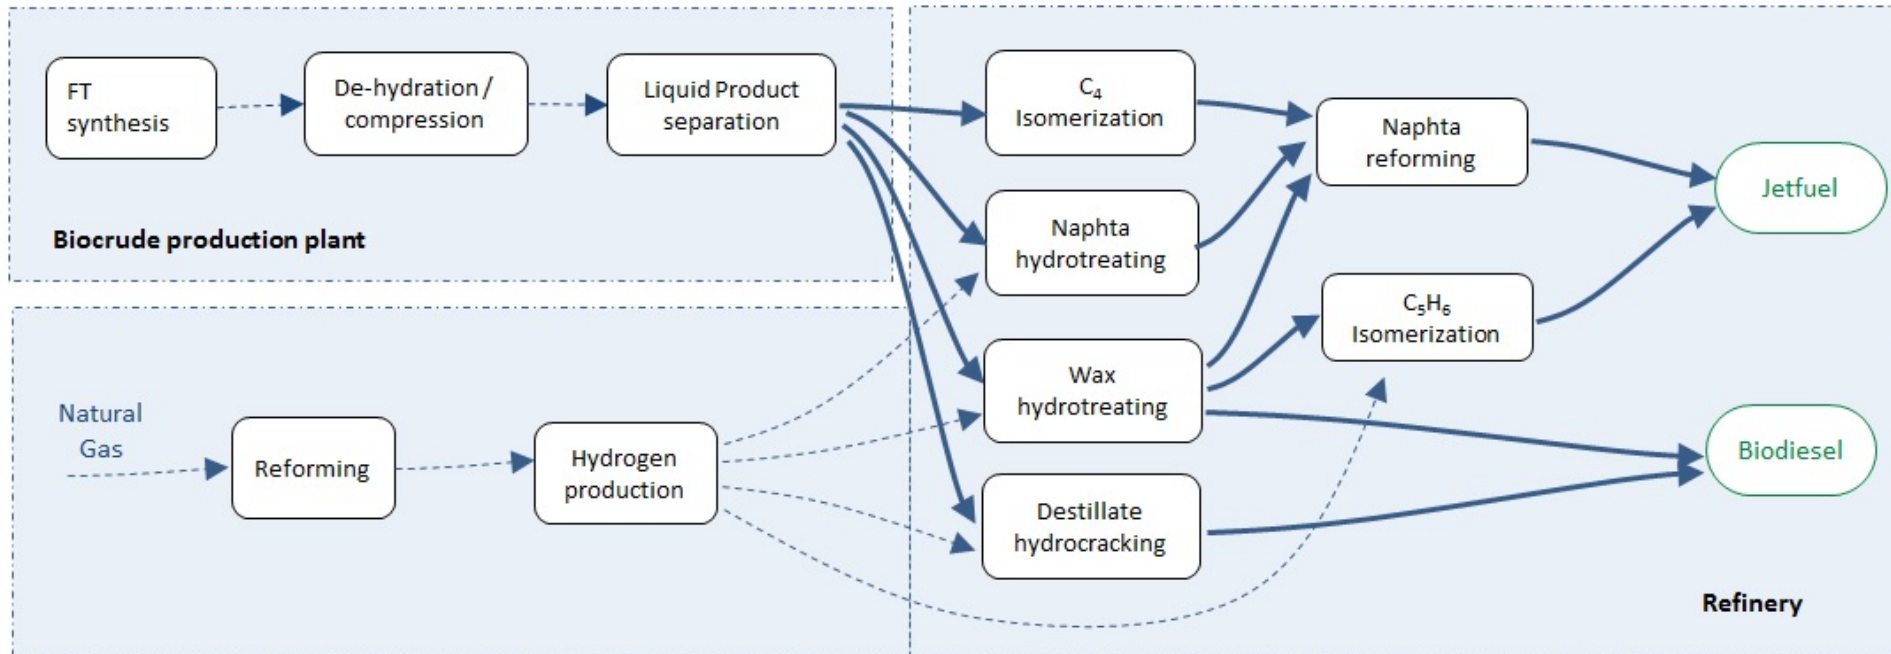 FT
synthesis
De-hydration /
compression
Liquid Product
separation
Biocrude production plant
C₄
Isomerization
Naphta
reforming
Jetfuel
Naphta
hydrotreating
C₅H₆
Isomerization
Wax
hydrotreating
Natural
Gas
Reforming
Hydrogen
production
Biodiesel
Destillate
hydrocracking
Refinery